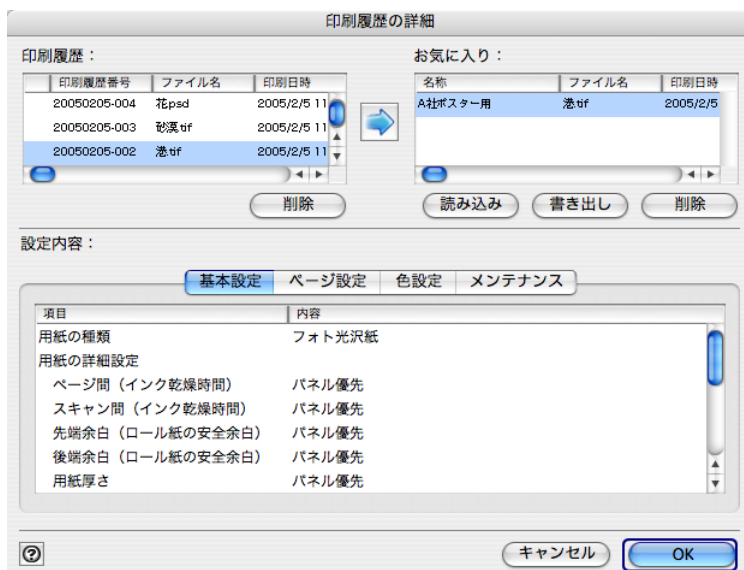 印刷履歴の詳細
印刷履歴：
印刷履歴番号 ファイル名 印刷日時
20050205-004 花psd 2005/2/5 11
20050205-003 砂漠tif 2005/2/5 11
20050205-002 港tif 2005/2/5 11
削除
お気に入り：
名称 ファイル名 印刷日時
A社ポスター用 港tif 2005/2/5
読み込み 書き出し 削除
設定内容：
基本設定 ページ設定 色設定 メンテナンス
項目 内容
用紙の種類 フォト光沢紙
用紙の詳細設定
ページ間（インク乾燥時間） パネル優先
スキャン間（インク乾燥時間） パネル優先
先端余白（ロール紙の安全余白） パネル優先
後端余白（ロール紙の安全余白） パネル優先
用紙厚さ パネル優先
? キャンセル OK